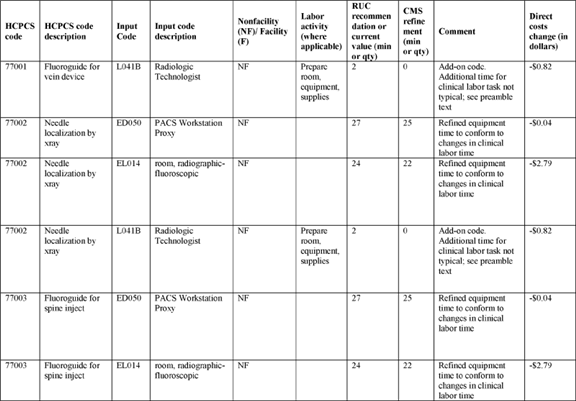 HCPCS code | HCPCS code description | Input Code | Input code description | Nonfacility (NF)/ Facility (F) | Labor activity (where applicable) | RUC recommen dation or current value (min or qty) | CMS refine ment (min or qty) | Comment | Direct costs change (in dollars)
77001 | Fluoroguide for vein device | L041B | Radiologic Technologist | NF | Prepare room, equipment, supplies | 2 | 0 | Add-on code. Additional time for clinical labor task not typical; see preamble text | -$0.82
77002 | Needle localization by xray | ED050 | PACS Workstation Proxy | NF | | 27 | 25 | Refined equipment time to conform to changes in clinical labor time | -$0.04
77002 | Needle localization by xray | EL014 | room, radiographic-fluoroscopic | NF | | 24 | 22 | Refined equipment time to conform to changes in clinical labor time | -$2.79
77002 | Needle localization by xray | L041B | Radiologic Technologist | NF | Prepare room, equipment, supplies | 2 | 0 | Add-on code. Additional time for clinical labor task not typical; see preamble text | -$0.82
77003 | Fluoroguide for spine inject | ED050 | PACS Workstation Proxy | NF | | 27 | 25 | Refined equipment time to conform to changes in clinical labor time | -$0.04
77003 | Fluoroguide for spine inject | EL014 | room, radiographic-fluoroscopic | NF | | 24 | 22 | Refined equipment time to conform to changes in clinical labor time | -$2.79